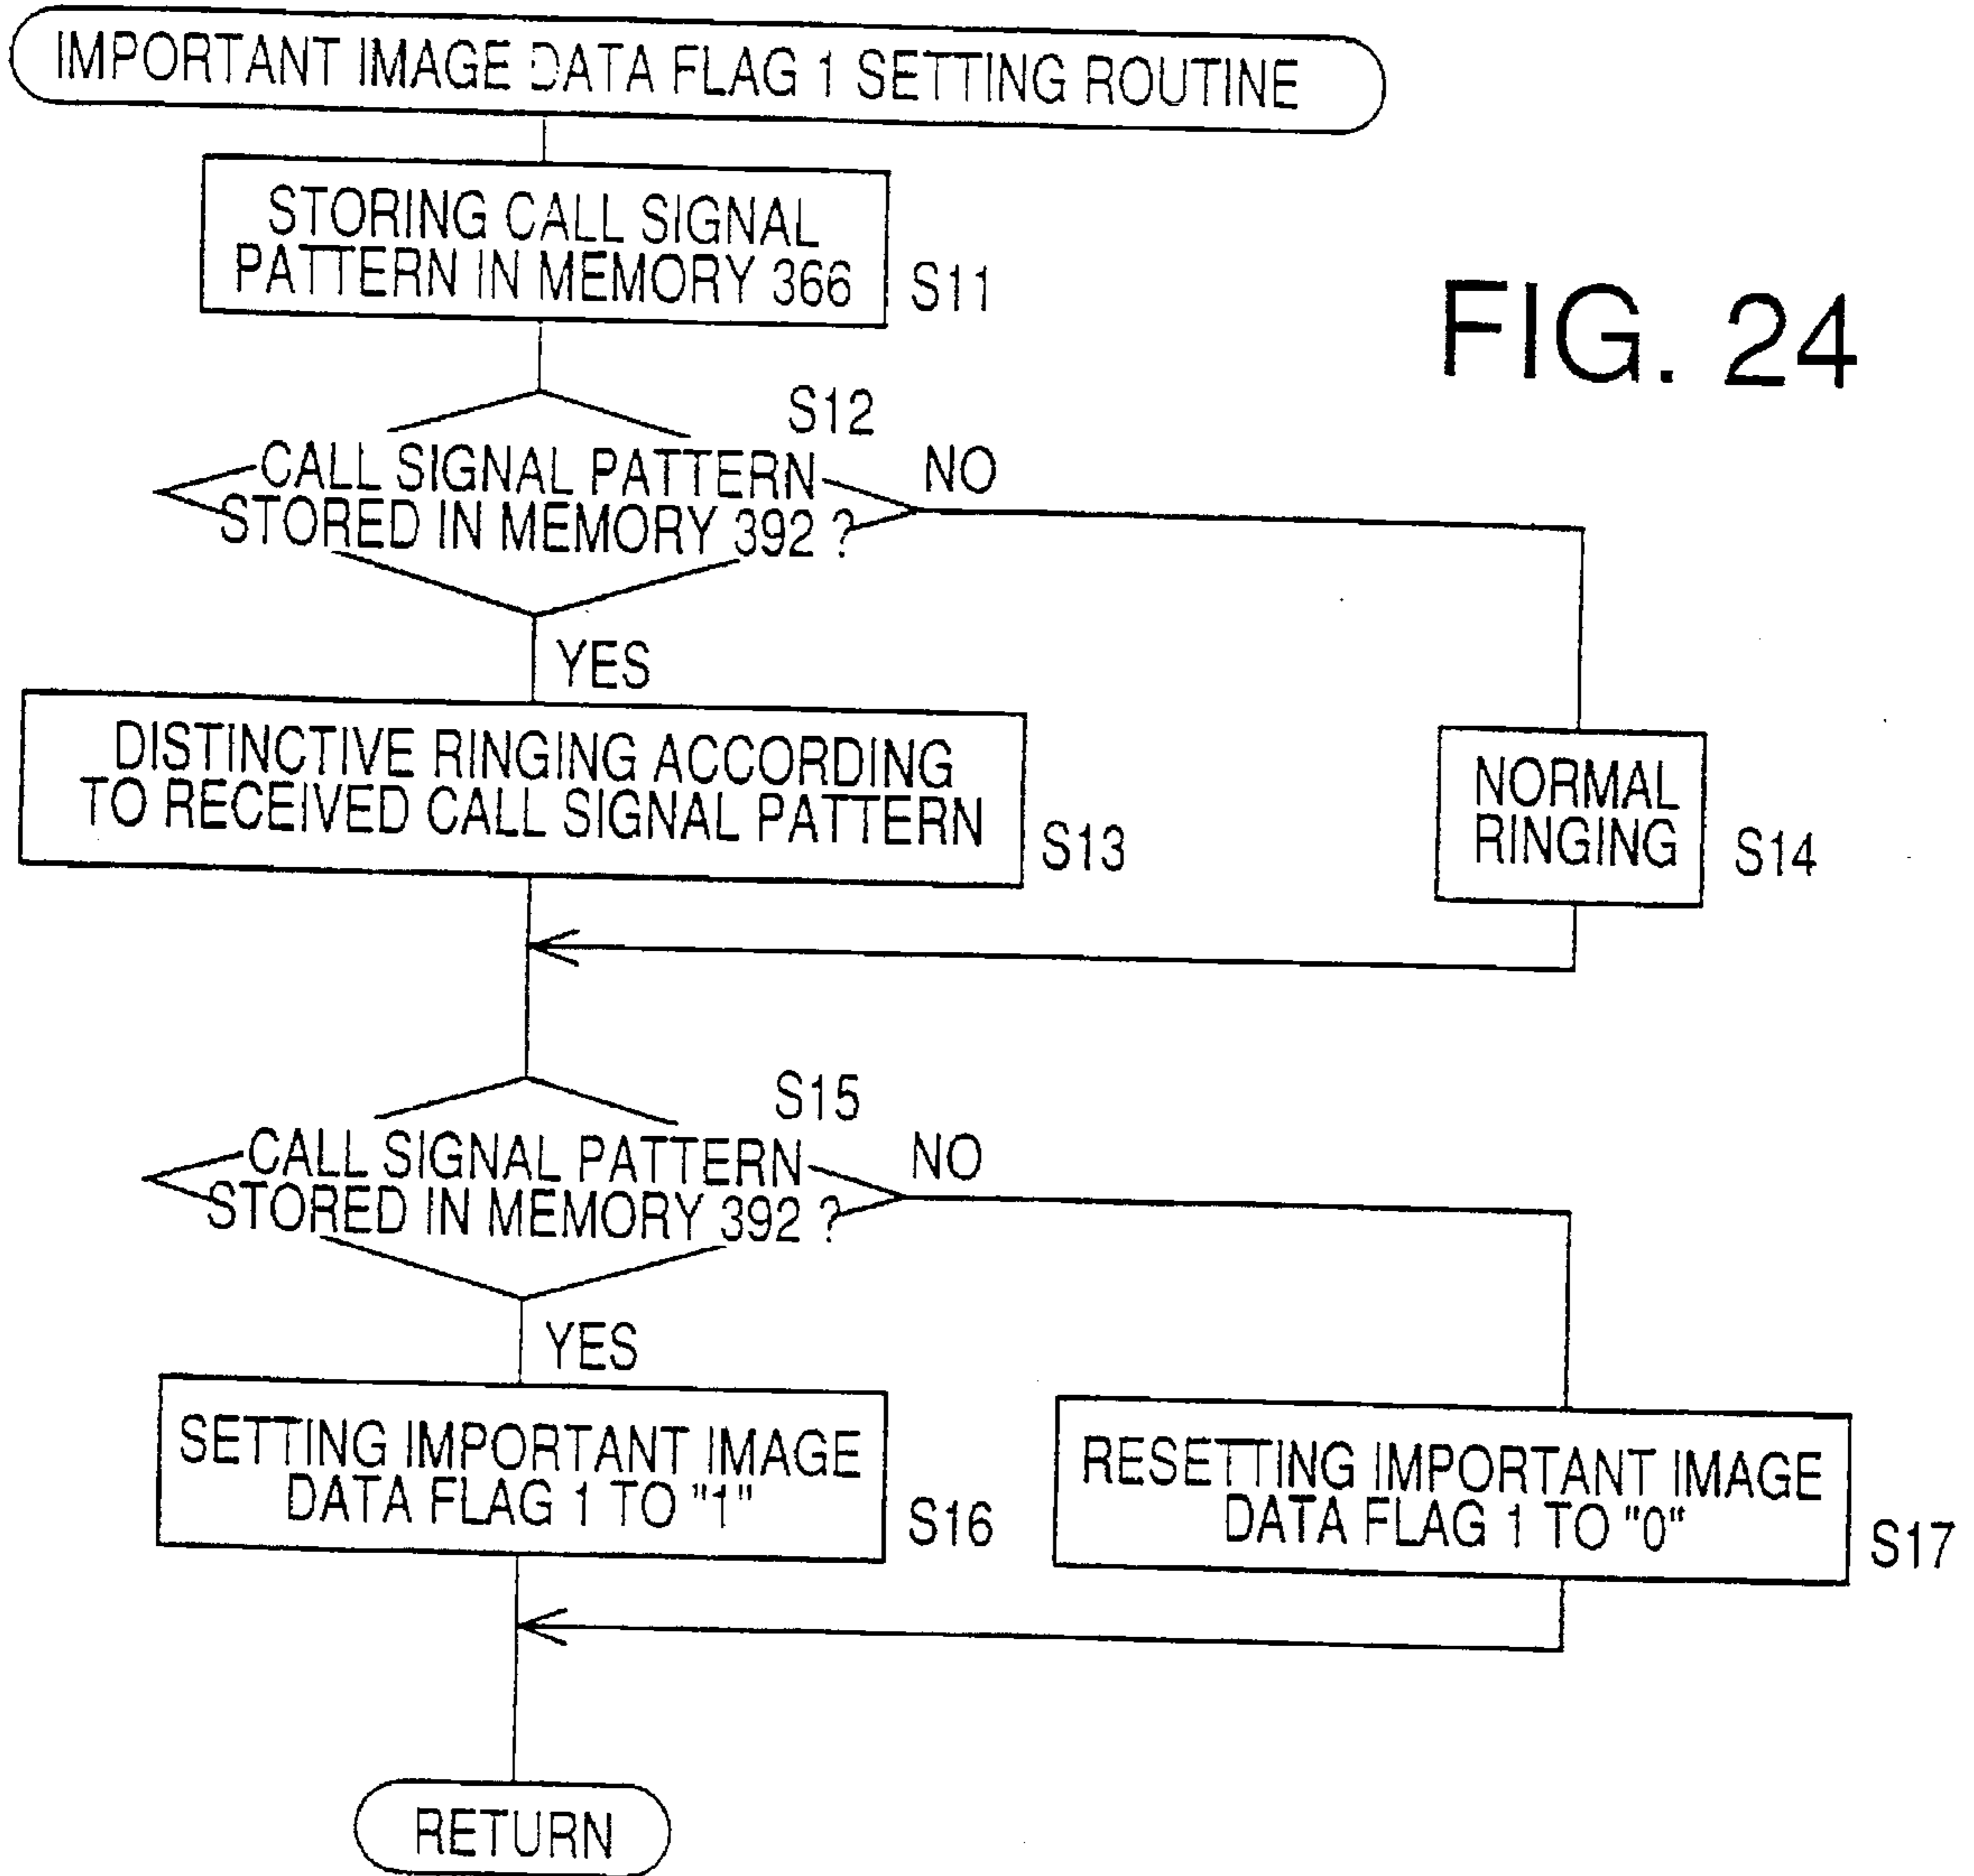 IMPORTANT IMAGE DATA FLAG 1 SETTING ROUTINE
STORING CALL SIGNAL
PATTERN IN MEMORY 366
S11
FIG. 24
S12
CALL SIGNAL PATTERN
STORED IN MEMORY 392 ?
NO
YES
DISTINCTIVE RINGING ACCORDING
TO RECEIVED CALL SIGNAL PATTERN
S13
NORMAL
RINGING
S14
S15
CALL SIGNAL PATTERN
STORED IN MEMORY 392 ?
NO
YES
SETTING IMPORTANT IMAGE
DATA FLAG 1 TO "1"
S16
RESETTING IMPORTANT IMAGE
DATA FLAG 1 TO "0"
S17
RETURN